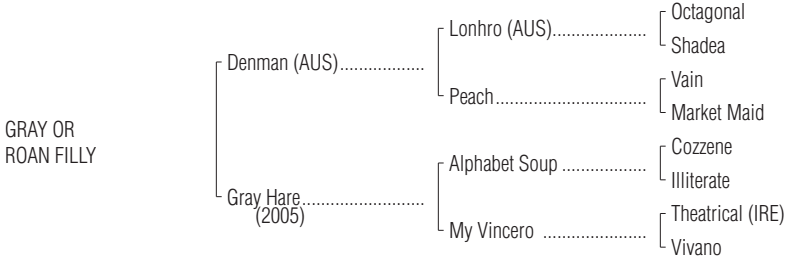 Octagonal
Lonhro (AUS)......................
Shadea
Denman (AUS)..................
Vain
Peach...................................
Market Maid
GRAY OR
ROAN FILLY
Cozzene
Alphabet Soup ....................
Illiterate
Gray Hare............................
(2005)
Theatrical (IRE)
My Vincero ........................
Vivano